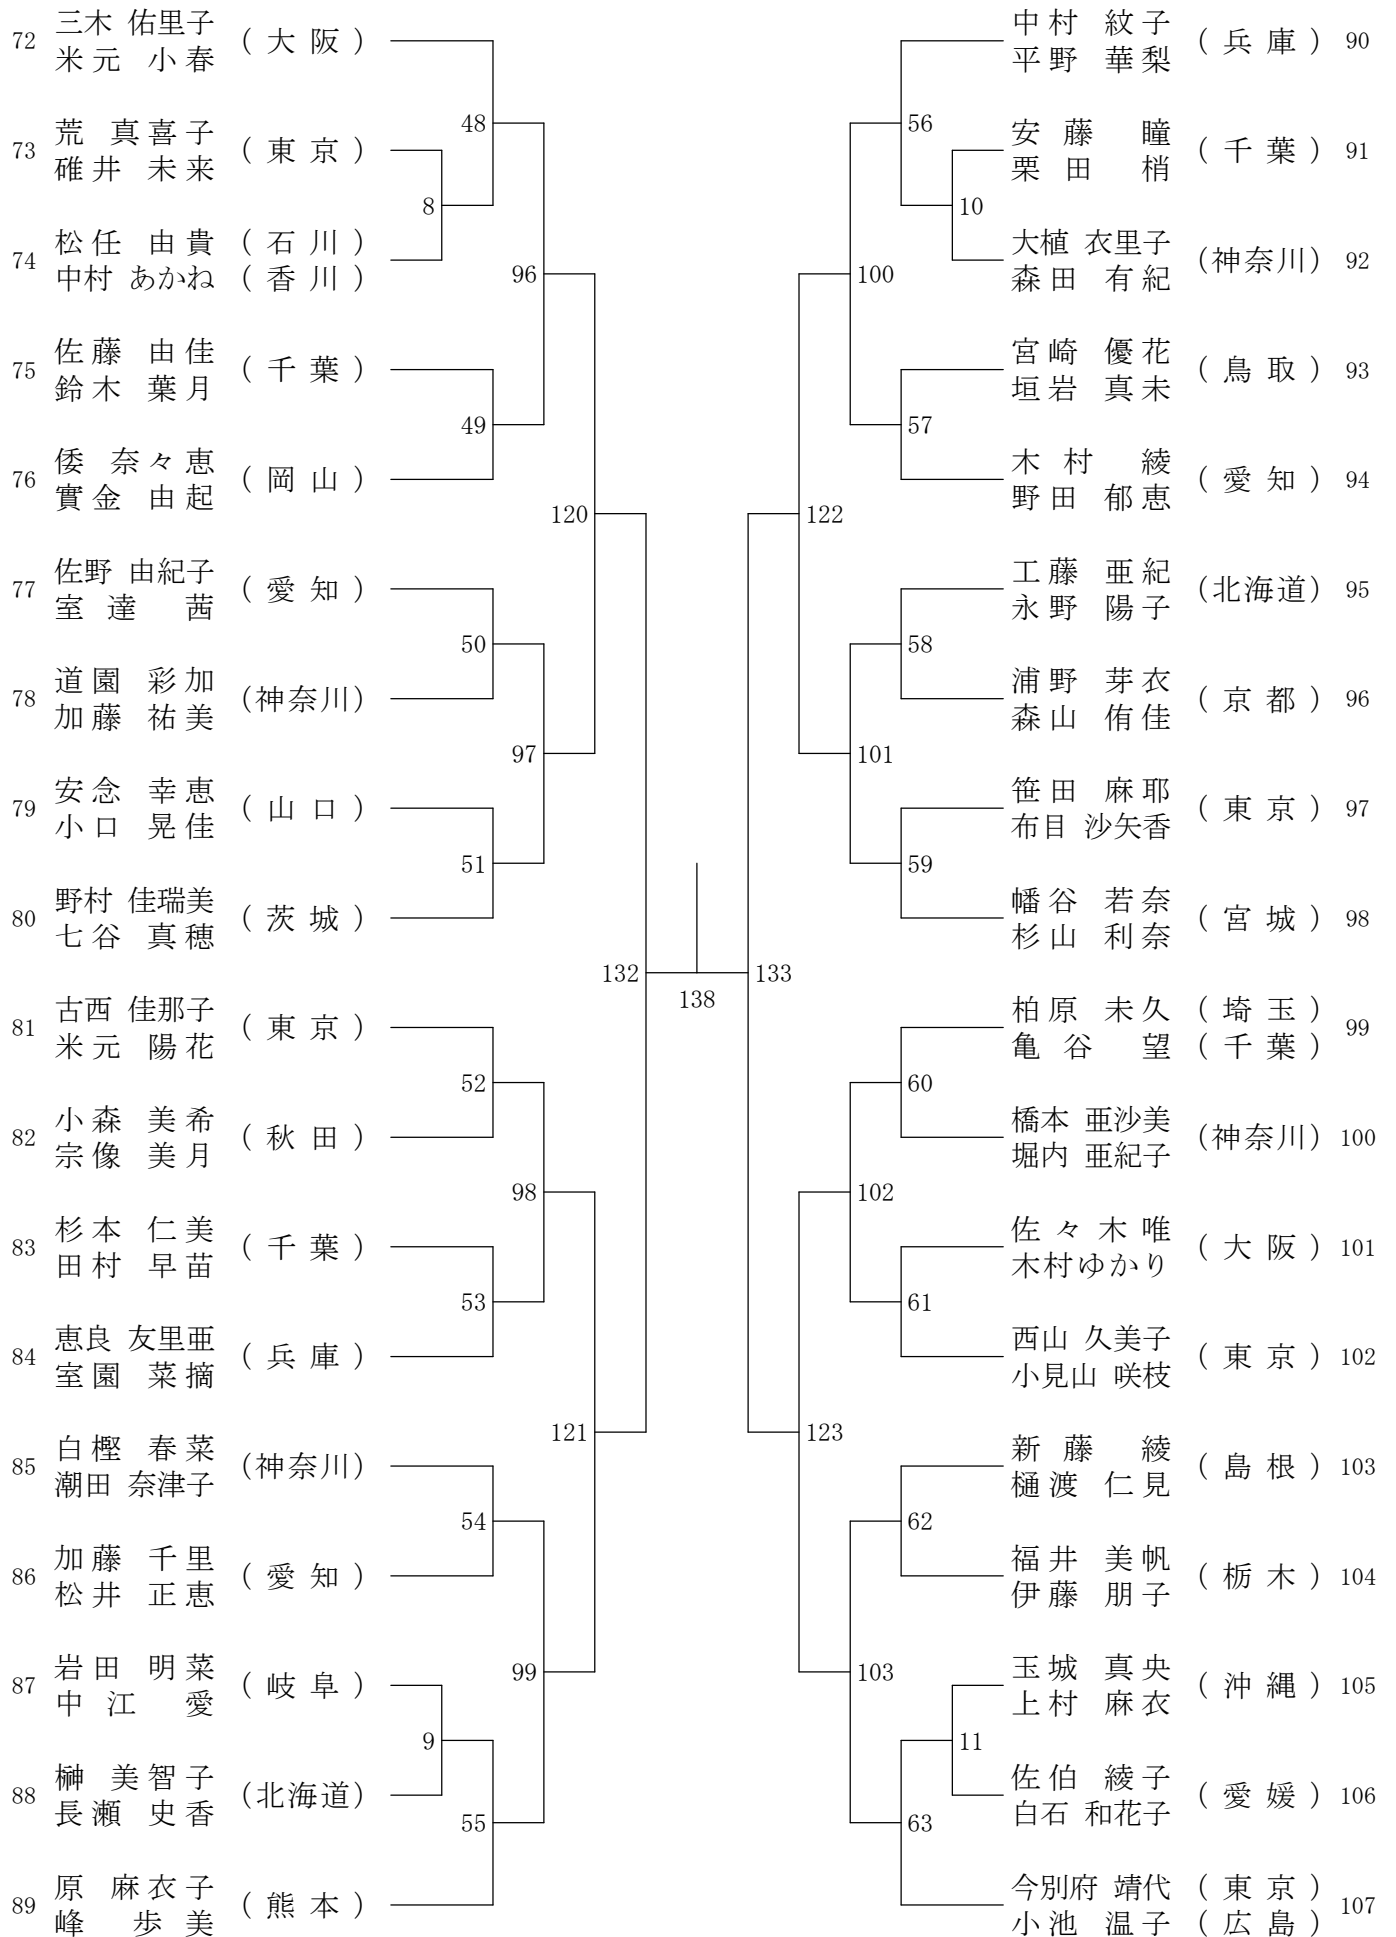 72 三木 佑里子 (大阪)
米元 小春
48
73 荒 真喜子 (東京)
碓井 未来
8
74 松任 由貴 (石川)
中村 あかね (香川)
96
75 佐藤 由佳 (千葉)
鈴木 葉月
49
76 倭 奈々恵 (岡山)
實金 由起
120
77 佐野 由紀子 (愛知)
室達 茜
50
78 道園 彩加 (神奈川)
加藤 祐美
97
79 安念 幸恵 (山口)
小口 晃佳
51
80 野村 佳瑞美 (茨城)
七谷 真穂
132
81 古西 佳那子 (東京)
米元 陽花
52
82 小森 美希 (秋田)
宗像 美月
98
83 杉本 仁美 (千葉)
田村 早苗
53
84 恵良 友里亜 (兵庫)
室園 菜摘
121
85 白樫 春菜 (神奈川)
潮田 奈津子
54
86 加藤 千里 (愛知)
松井 正恵
99
87 岩田 明菜 (岐阜)
中江 愛
9
88 榊 美智子 (北海道)
長瀬 史香
55
89 原 麻衣子 (熊本)
峰 歩美
138
中村 紋子 (兵庫) 90
平野 華梨
56
安藤 瞳 (千葉) 91
栗田 梢
10
大植 衣里子 (神奈川) 92
森田 有紀
100
宮崎 優花 (鳥取) 93
垣岩 真未
57
木村 綾 (愛知) 94
野田 郁恵
122
工藤 亜紀 (北海道) 95
永野 陽子
58
浦野 芽衣 (京都) 96
森山 侑佳
101
笹田 麻耶 (東京) 97
布目 沙矢香
59
幡谷 若奈 (宮城) 98
杉山 利奈
133
柏原 未久 (埼玉) 99
亀谷 望 (千葉)
60
橋本 亜沙美 (神奈川) 100
堀内 亜紀子
102
佐々木 唯 (大阪) 101
木村ゆかり
61
西山 久美子 (東京) 102
小見山 咲枝
123
新藤 綾 (島根) 103
樋渡 仁見
62
福井 美帆 (栃木) 104
伊藤 朋子
103
玉城 真央 (沖縄) 105
上村 麻衣
11
佐伯 綾子 (愛媛) 106
白石 和花子
63
今別府 靖代 (東京) 107
小池 温子 (広島)